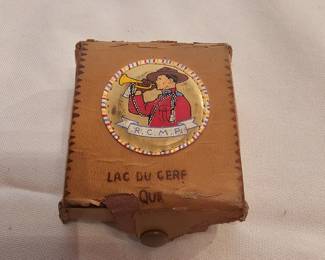 R.C.M.P.
LAC DU CERF
QUE